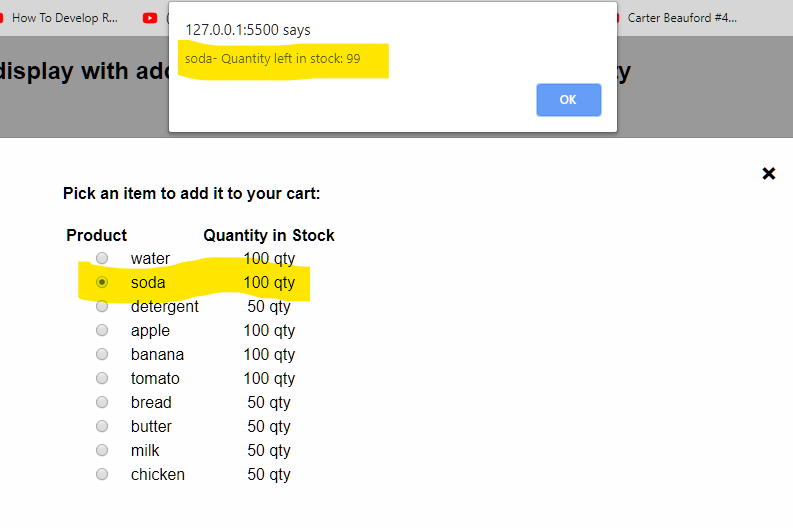 How To Develop R...
Carter Beauford #4...
127.0.0.1:5500 says
soda- Quantity left in stock: 99
display with
OK
Pick an item to add it to your cart:
Product Quantity in Stock
water 100 qty
soda 100 qty
detergent 50 qty
apple 100 qty
banana 100 qty
tomato 100 qty
bread 50 qty
butter 50 qty
milk 50 qty
chicken 50 qty